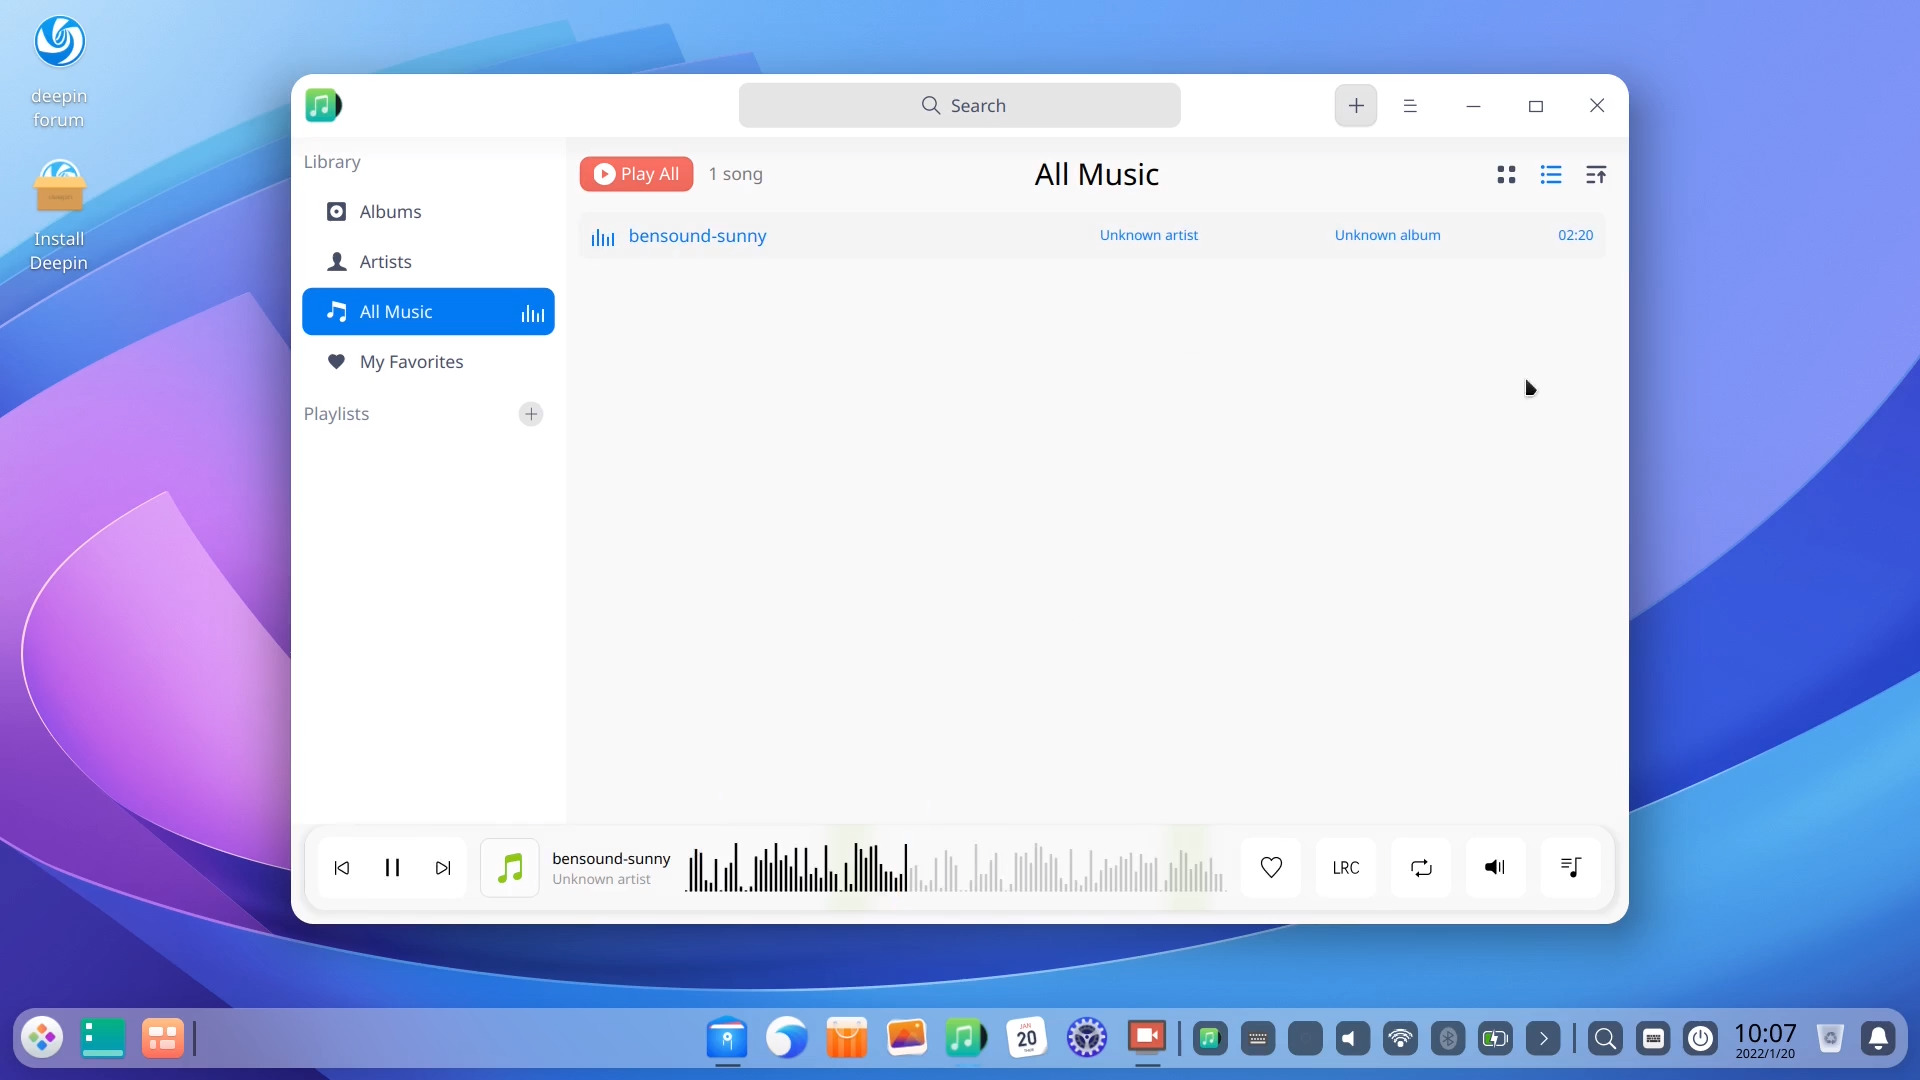 deepin
forum
Install
Deepin
Search
Library
Albums
Artists
All Music
My Favorites
Playlists
Play All
1 song
All Music
bensound-sunny
Unknown artist
Unknown album
02:20
bensound-sunny
Unknown artist
LRC
JAN
20
10:07
2022/1/20